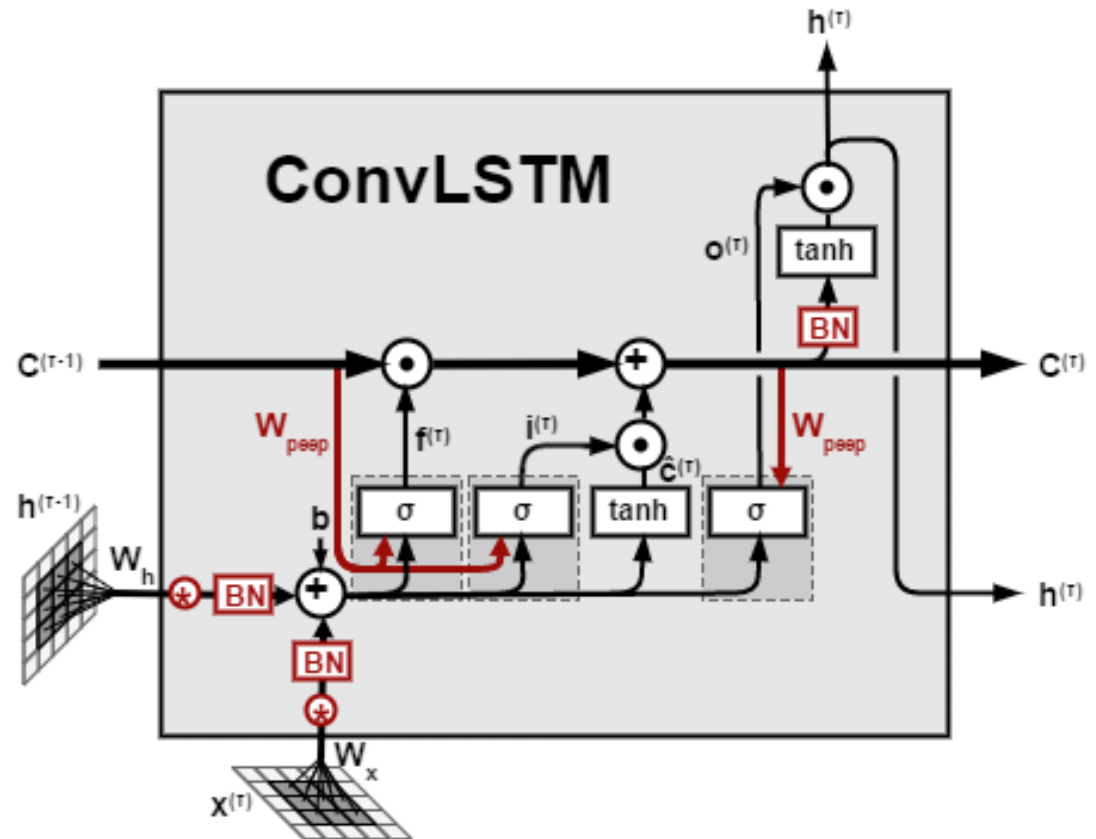 h(τ)
ConvLSTM
o(τ)
tanh
BN
C(τ-1)
C(τ)
Wpeep
f(τ)
i(τ)
ĉ(τ)
Wpeep
h(τ-1)
b
σ
σ
tanh
σ
Wh
BN
h(τ)
BN
Wx
X(τ)